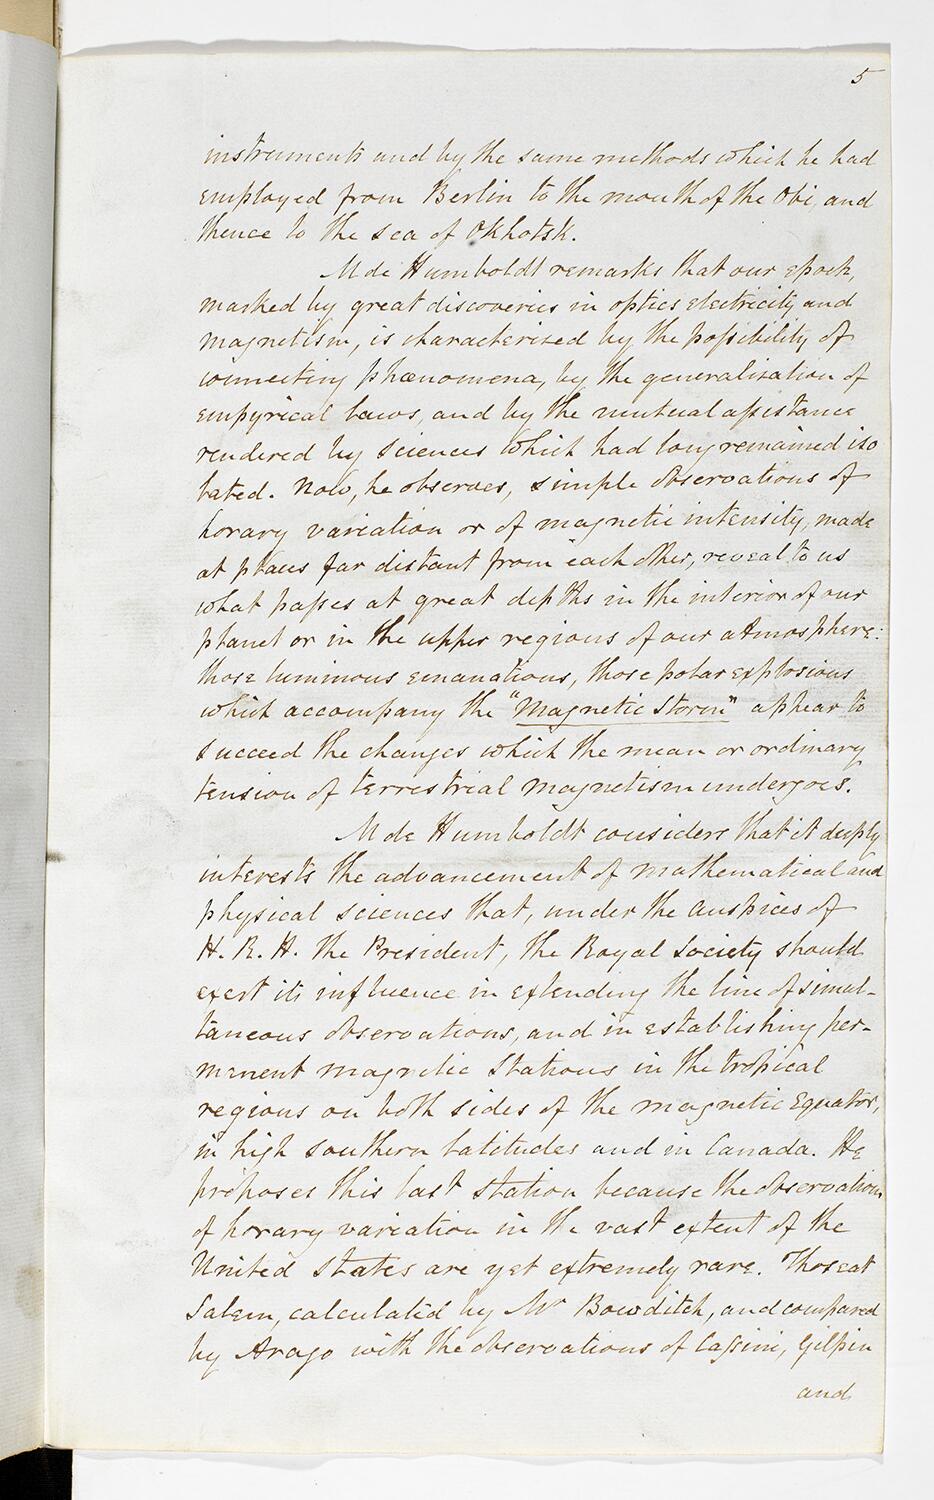 5
instruments and by the same methods which he had
employed from Berlin to the mouth of the Obi, and
thence to the sea of Okhotsk.
M de Humboldt remarks that our epoch,
marked by great discoveries in optics electricity and
magnetism, is characterized by the possibility of
connecting phænomena, by the generalization of
empyrical laws, and by the mutual assistance
rendered by sciences which had long remained iso
lated. Now, he observes, simple observations of
horary variation or of magnetic intensity, made
at places far distant from each other, reveal to us
what passes at great depths in the interior of our
planet or in the upper regions of our atmosphere:
those luminous emanations, those polar explosions
which accompany the "Magnetic Storm" appear to
succeed the changes which the mean or ordinary
tension of terrestrial magnetism undergoes.
M de Humboldt considers that it deeply
interests the advancement of mathematical and
physical sciences that, under the auspices of
H. R. H. the President, the Royal Society should
exert its influence in extending the line of simul-
taneous observations, and in establishing per-
manent magnetic stations in the tropical
regions on both sides of the magnetic Equator,
in high southern latitudes and in Canada. He
proposes this last station because the observations
of horary variation in the vast extent of the
United States are yet extremely rare. Those at
Salem, calculated by Mr Bowditch, and compared
by Arago with the observations of Cassini, Gilpin
and